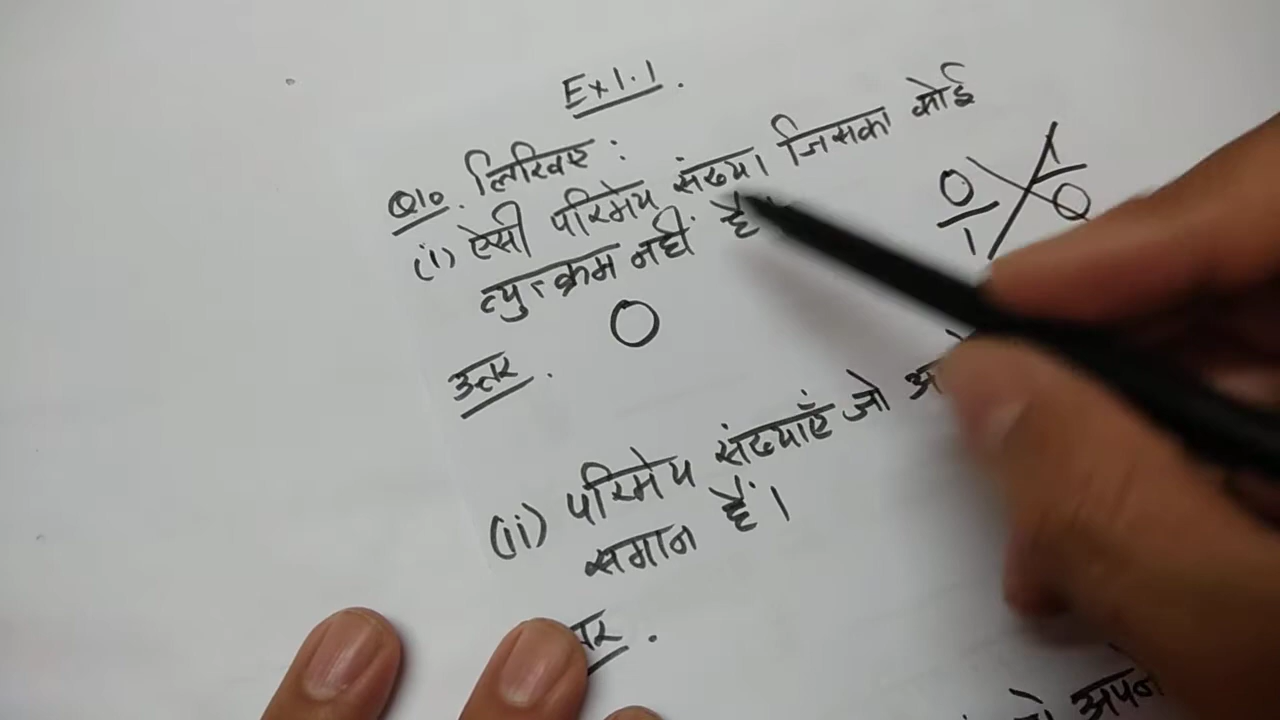 Ex 1.1.
Q10. लिखिए :
(i) ऐसी परिमेय संख्या जिसका कोई
व्युत्क्रम नहीं है
0/1 1/0
0
उत्तर.
(ii) परिमेय संख्याएँ जो
समान हैं।
अपने